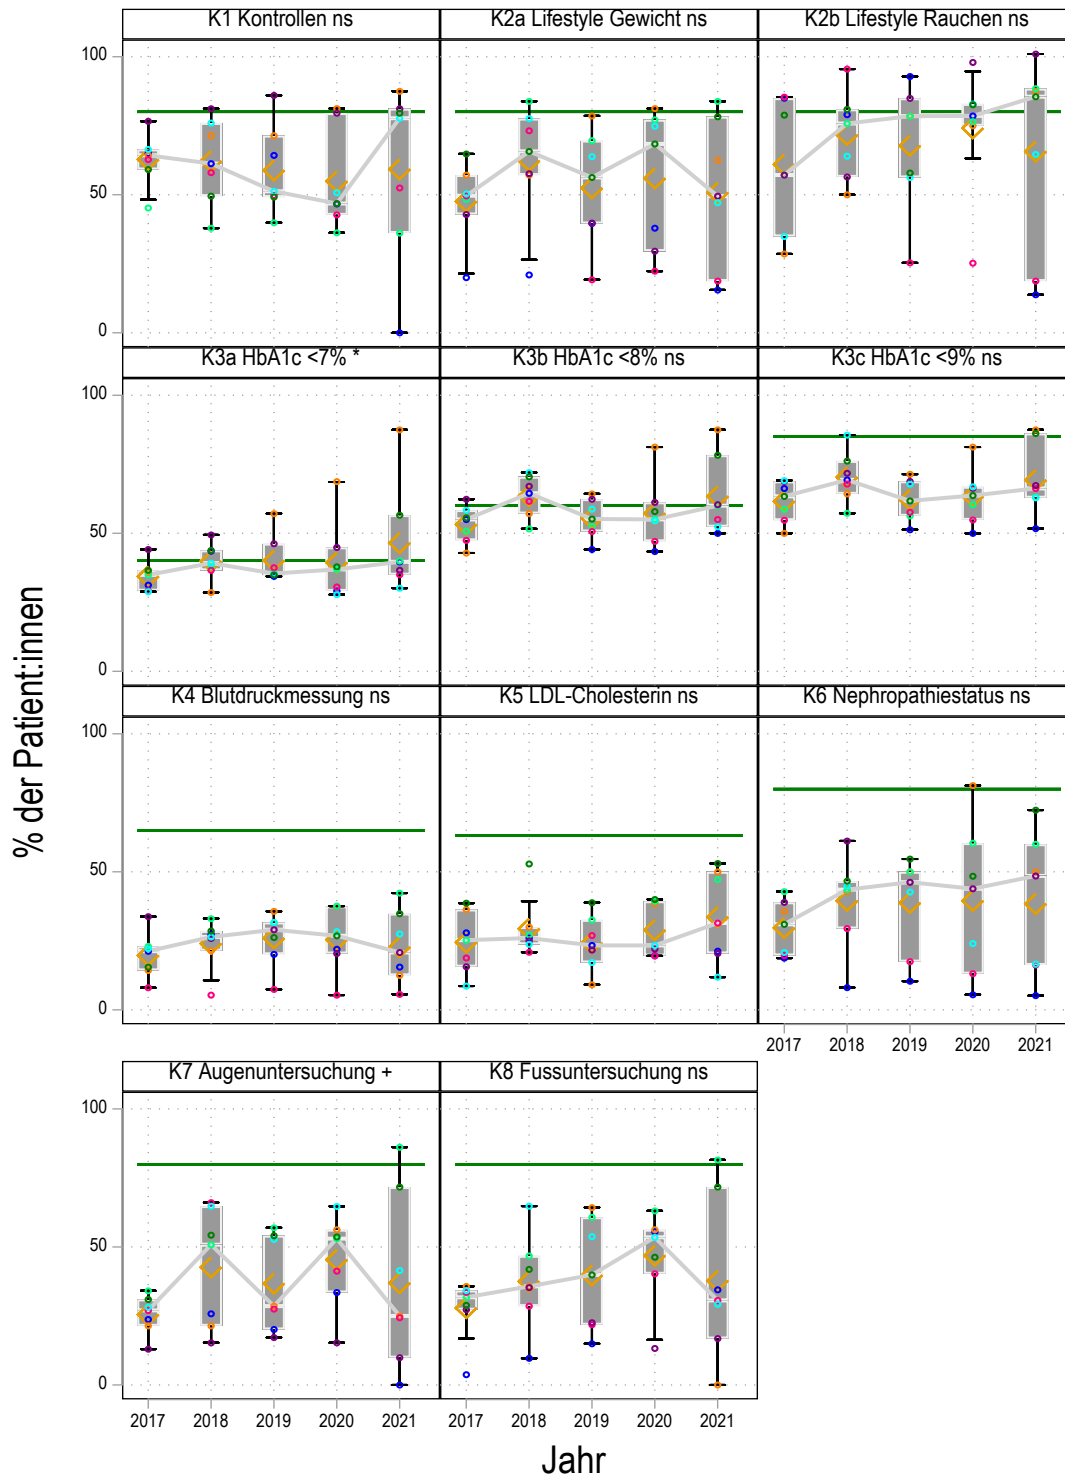 K1 Kontrollen ns
K2a Lifestyle Gewicht ns
K2b Lifestyle Rauchen ns
100
50
0
K3a HbA1c <7% *
K3b HbA1c <8% ns
K3c HbA1c <9% ns
100
50
0
K4 Blutdruckmessung ns
K5 LDL-Cholesterin ns
K6 Nephropathiestatus ns
100
50
0
2017 2018 2019 2020 2021
K7 Augenuntersuchung +
K8 Fussuntersuchung ns
100
50
0
2017 2018 2019 2020 2021
2017 2018 2019 2020 2021
% der Patient:innen
Jahr